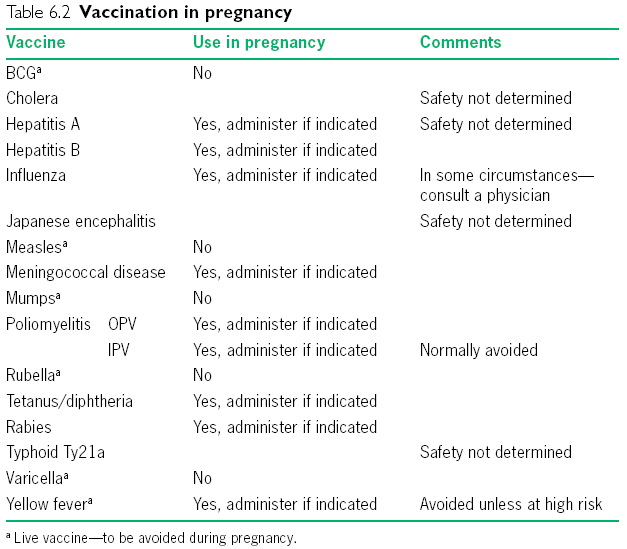 Table 6.2 Vaccination in pregnancy
Vaccine Use in pregnancy Comments
BCGᵃ No
Cholera Safety not determined
Hepatitis A Yes, administer if indicated Safety not determined
Hepatitis B Yes, administer if indicated
Influenza Yes, administer if indicated In some circumstances—
consult a physician
Japanese encephalitis Safety not determined
Measlesᵃ No
Meningococcal disease Yes, administer if indicated
Mumpsᵃ No
Poliomyelitis OPV Yes, administer if indicated
IPV Yes, administer if indicated Normally avoided
Rubellaᵃ No
Tetanus/diphtheria Yes, administer if indicated
Rabies Yes, administer if indicated
Typhoid Ty21a Safety not determined
Varicellaᵃ No
Yellow feverᵃ Yes, administer if indicated Avoided unless at high risk
ᵃ Live vaccine—to be avoided during pregnancy.